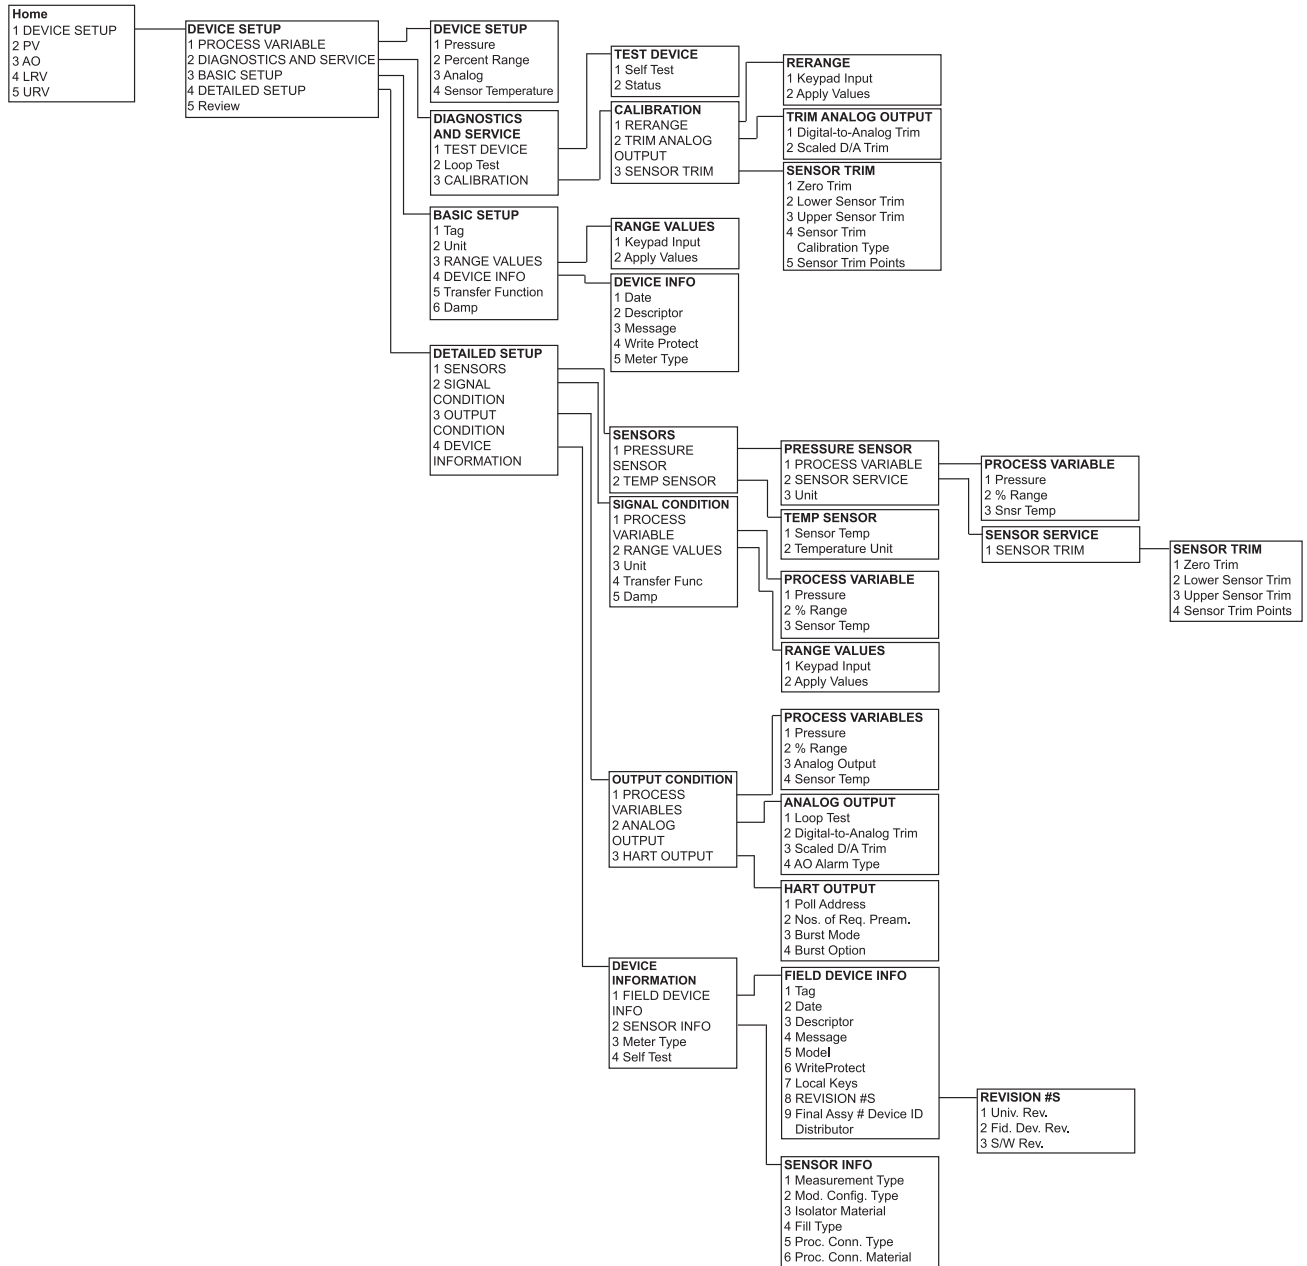 Home
1 DEVICE SETUP
2 PV
3 AO
4 LRV
5 URV
DEVICE SETUP
1 PROCESS VARIABLE
2 DIAGNOSTICS AND SERVICE
3 BASIC SETUP
4 DETAILED SETUP
5 Review
DEVICE SETUP
1 Pressure
2 Percent Range
3 Analog
4 Sensor Temperature
DIAGNOSTICS
AND SERVICE
1 TEST DEVICE
2 Loop Test
3 CALIBRATION
TEST DEVICE
1 Self Test
2 Status
CALIBRATION
1 RERANGE
2 TRIM ANALOG
OUTPUT
3 SENSOR TRIM
RERANGE
1 Keypad Input
2 Apply Values
TRIM ANALOG OUTPUT
1 Digital-to-Analog Trim
2 Scaled D/A Trim
SENSOR TRIM
1 Zero Trim
2 Lower Sensor Trim
3 Upper Sensor Trim
4 Sensor Trim
Calibration Type
5 Sensor Trim Points
BASIC SETUP
1 Tag
2 Unit
3 RANGE VALUES
4 DEVICE INFO
5 Transfer Function
6 Damp
RANGE VALUES
1 Keypad Input
2 Apply Values
DEVICE INFO
1 Date
2 Descriptor
3 Message
4 Write Protect
5 Meter Type
DETAILED SETUP
1 SENSORS
2 SIGNAL
CONDITION
3 OUTPUT
CONDITION
4 DEVICE
INFORMATION
SENSORS
1 PRESSURE
SENSOR
2 TEMP SENSOR
PRESSURE SENSOR
1 PROCESS VARIABLE
2 SENSOR SERVICE
3 Unit
PROCESS VARIABLE
1 Pressure
2 % Range
3 Snsr Temp
SENSOR SERVICE
1 SENSOR TRIM
SENSOR TRIM
1 Zero Trim
2 Lower Sensor Trim
3 Upper Sensor Trim
4 Sensor Trim Points
TEMP SENSOR
1 Sensor Temp
2 Temperature Unit
SIGNAL CONDITION
1 PROCESS
VARIABLE
2 RANGE VALUES
3 Unit
4 Transfer Func
5 Damp
PROCESS VARIABLE
1 Pressure
2 % Range
3 Sensor Temp
RANGE VALUES
1 Keypad Input
2 Apply Values
OUTPUT CONDITION
1 PROCESS
VARIABLES
2 ANALOG
OUTPUT
3 HART OUTPUT
PROCESS VARIABLES
1 Pressure
2 % Range
3 Analog Output
4 Sensor Temp
ANALOG OUTPUT
1 Loop Test
2 Digital-to-Analog Trim
3 Scaled D/A Trim
4 AO Alarm Type
HART OUTPUT
1 Poll Address
2 Nos. of Req. Pream.
3 Burst Mode
4 Burst Option
DEVICE
INFORMATION
1 FIELD DEVICE
INFO
2 SENSOR INFO
3 Meter Type
4 Self Test
FIELD DEVICE INFO
1 Tag
2 Date
3 Descriptor
4 Message
5 Model
6 WriteProtect
7 Local Keys
8 REVISION #S
9 Final Assy # Device ID
Distributor
REVISION #S
1 Univ. Rev.
2 Fid. Dev. Rev.
3 S/W Rev.
SENSOR INFO
1 Measurement Type
2 Mod. Config. Type
3 Isolator Material
4 Fill Type
5 Proc. Conn. Type
6 Proc. Conn. Material